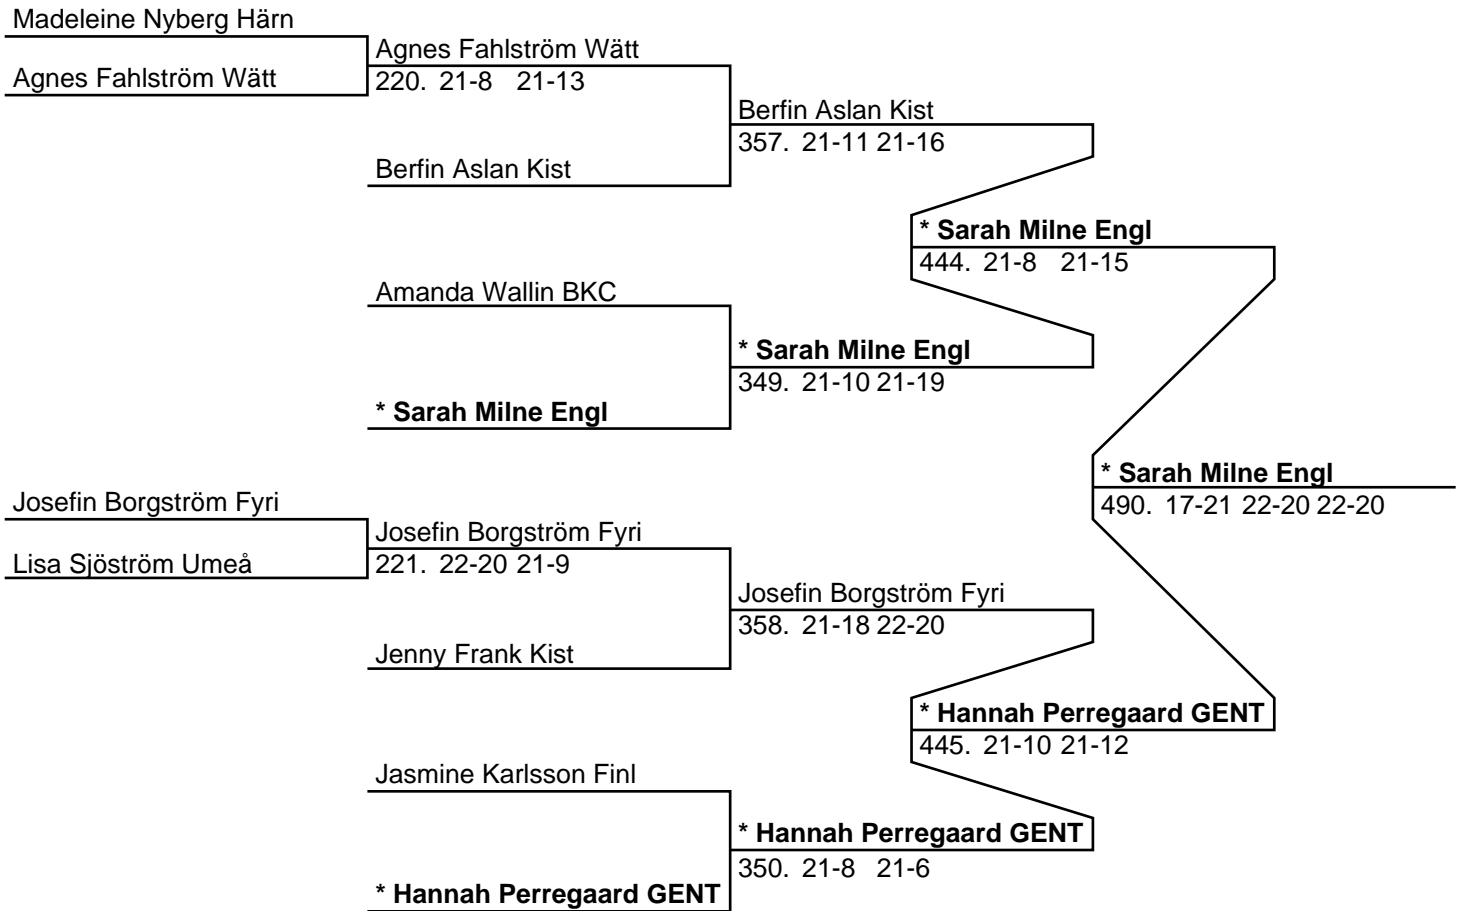 Madeleine Nyberg Härn
Agnes Fahlström Wätt
Agnes Fahlström Wätt
220. 21-8 21-13
Berfin Aslan Kist
Berfin Aslan Kist
357. 21-11 21-16
Amanda Wallin BKC
* Sarah Milne Engl
* Sarah Milne Engl
349. 21-10 21-19
* Sarah Milne Engl
444. 21-8 21-15
Josefin Borgström Fyri
Lisa Sjöström Umeå
Josefin Borgström Fyri
221. 22-20 21-9
Jenny Frank Kist
Josefin Borgström Fyri
358. 21-18 22-20
Jasmine Karlsson Finl
* Hannah Perregaard GENT
* Hannah Perregaard GENT
350. 21-8 21-6
* Hannah Perregaard GENT
445. 21-10 21-12
* Sarah Milne Engl
490. 17-21 22-20 22-20